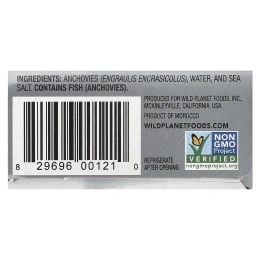 INGREDIENTS: ANCHOVIES (ENGRAULIS ENCRASICOLUS), WATER, AND SEA
SALT. CONTAINS FISH (ANCHOVIES).
PRODUCED FOR WILD PLANET FOODS, INC.,
MCKINLEYVILLE, CALIFORNIA, USA
PRODUCT OF MOROCCO.
WILDPLANETFOODS.COM
REFRIGERATE
AFTER OPENING
NON
GMO
Project
VERIFIED
nongmoproject.org
8 29696 00121 0